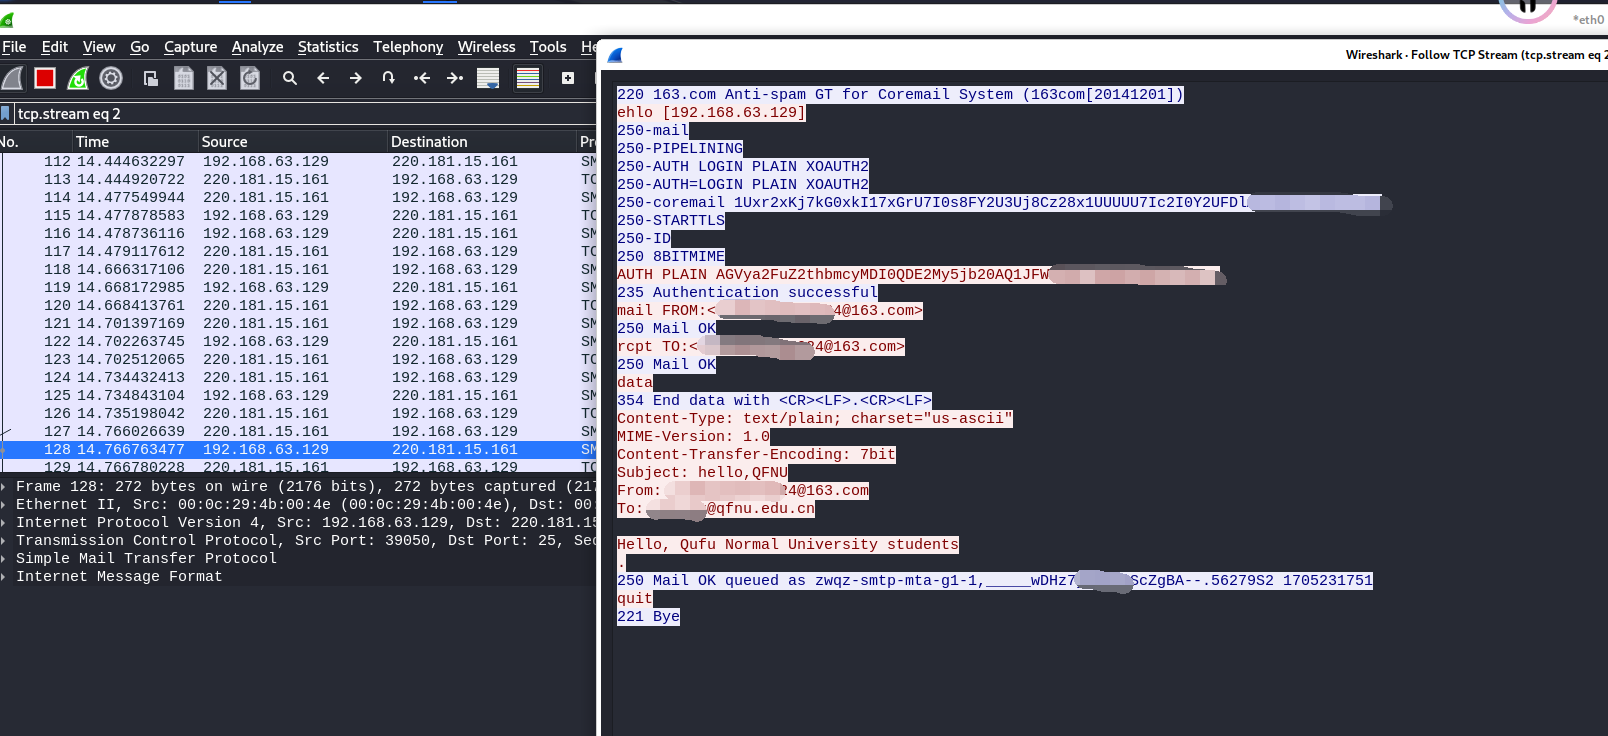 *eth0
File Edit View Go Capture Analyze Statistics Telephony Wireless Tools He
tcp.stream eq 2
No. Time Source Destination Pr
112 14.444632297 192.168.63.129 220.181.15.161 SM
113 14.444920722 220.181.15.161 192.168.63.129 TC
114 14.477549944 220.181.15.161 192.168.63.129 SM
115 14.477878583 192.168.63.129 220.181.15.161 SM
116 14.478736116 192.168.63.129 220.181.15.161 SM
117 14.479117612 220.181.15.161 192.168.63.129 TC
118 14.666317106 220.181.15.161 192.168.63.129 SM
119 14.668172985 192.168.63.129 220.181.15.161 SM
120 14.668413761 220.181.15.161 192.168.63.129 TC
121 14.701397169 220.181.15.161 192.168.63.129 SM
122 14.702263745 192.168.63.129 220.181.15.161 SM
123 14.702512065 220.181.15.161 192.168.63.129 TC
124 14.734432413 220.181.15.161 192.168.63.129 SM
125 14.734843104 192.168.63.129 220.181.15.161 SM
126 14.735198042 220.181.15.161 192.168.63.129 TC
127 14.766026639 220.181.15.161 192.168.63.129 SM
128 14.766763477 192.168.63.129 220.181.15.161 SM
129 14.766780228 220.181.15.161 192.168.63.129 TC
Frame 128: 272 bytes on wire (2176 bits), 272 bytes captured (217
Ethernet II, Src: 00:0c:29:4b:00:4e (00:0c:29:4b:00:4e), Dst: 00:
Internet Protocol Version 4, Src: 192.168.63.129, Dst: 220.181.15
Transmission Control Protocol, Src Port: 39050, Dst Port: 25, Sec
Simple Mail Transfer Protocol
Internet Message Format
Wireshark · Follow TCP Stream (tcp.stream eq 2
220 163.com Anti-spam GT for Coremail System (163com[20141201])
ehlo [192.168.63.129]
250-mail
250-PIPELINING
250-AUTH LOGIN PLAIN XOAUTH2
250-AUTH=LOGIN PLAIN XOAUTH2
250-coremail 1Uxr2xKj7kG0xkI17xGrU7I0s8FY2U3Uj8Cz28x1UUUUU7Ic2I0Y2UFDl
250-STARTTLS
250-ID
250 8BITMIME
AUTH PLAIN AGVya2FuZ2thbmcyMDI0QDE2My5jb20AQ1JFW
235 Authentication successful
mail FROM:< 4@163.com>
250 Mail OK
rcpt TO:< 4@163.com>
250 Mail OK
data
354 End data with <CR><LF>.<CR><LF>
Content-Type: text/plain; charset="us-ascii"
MIME-Version: 1.0
Content-Transfer-Encoding: 7bit
Subject: hello,QFNU
From: 4@163.com
To: @qfnu.edu.cn
Hello, Qufu Normal University students
.
250 Mail OK queued as zwqz-smtp-mta-g1-1,_____wDHz7 ScZgBA--.56279S2 1705231751
quit
221 Bye